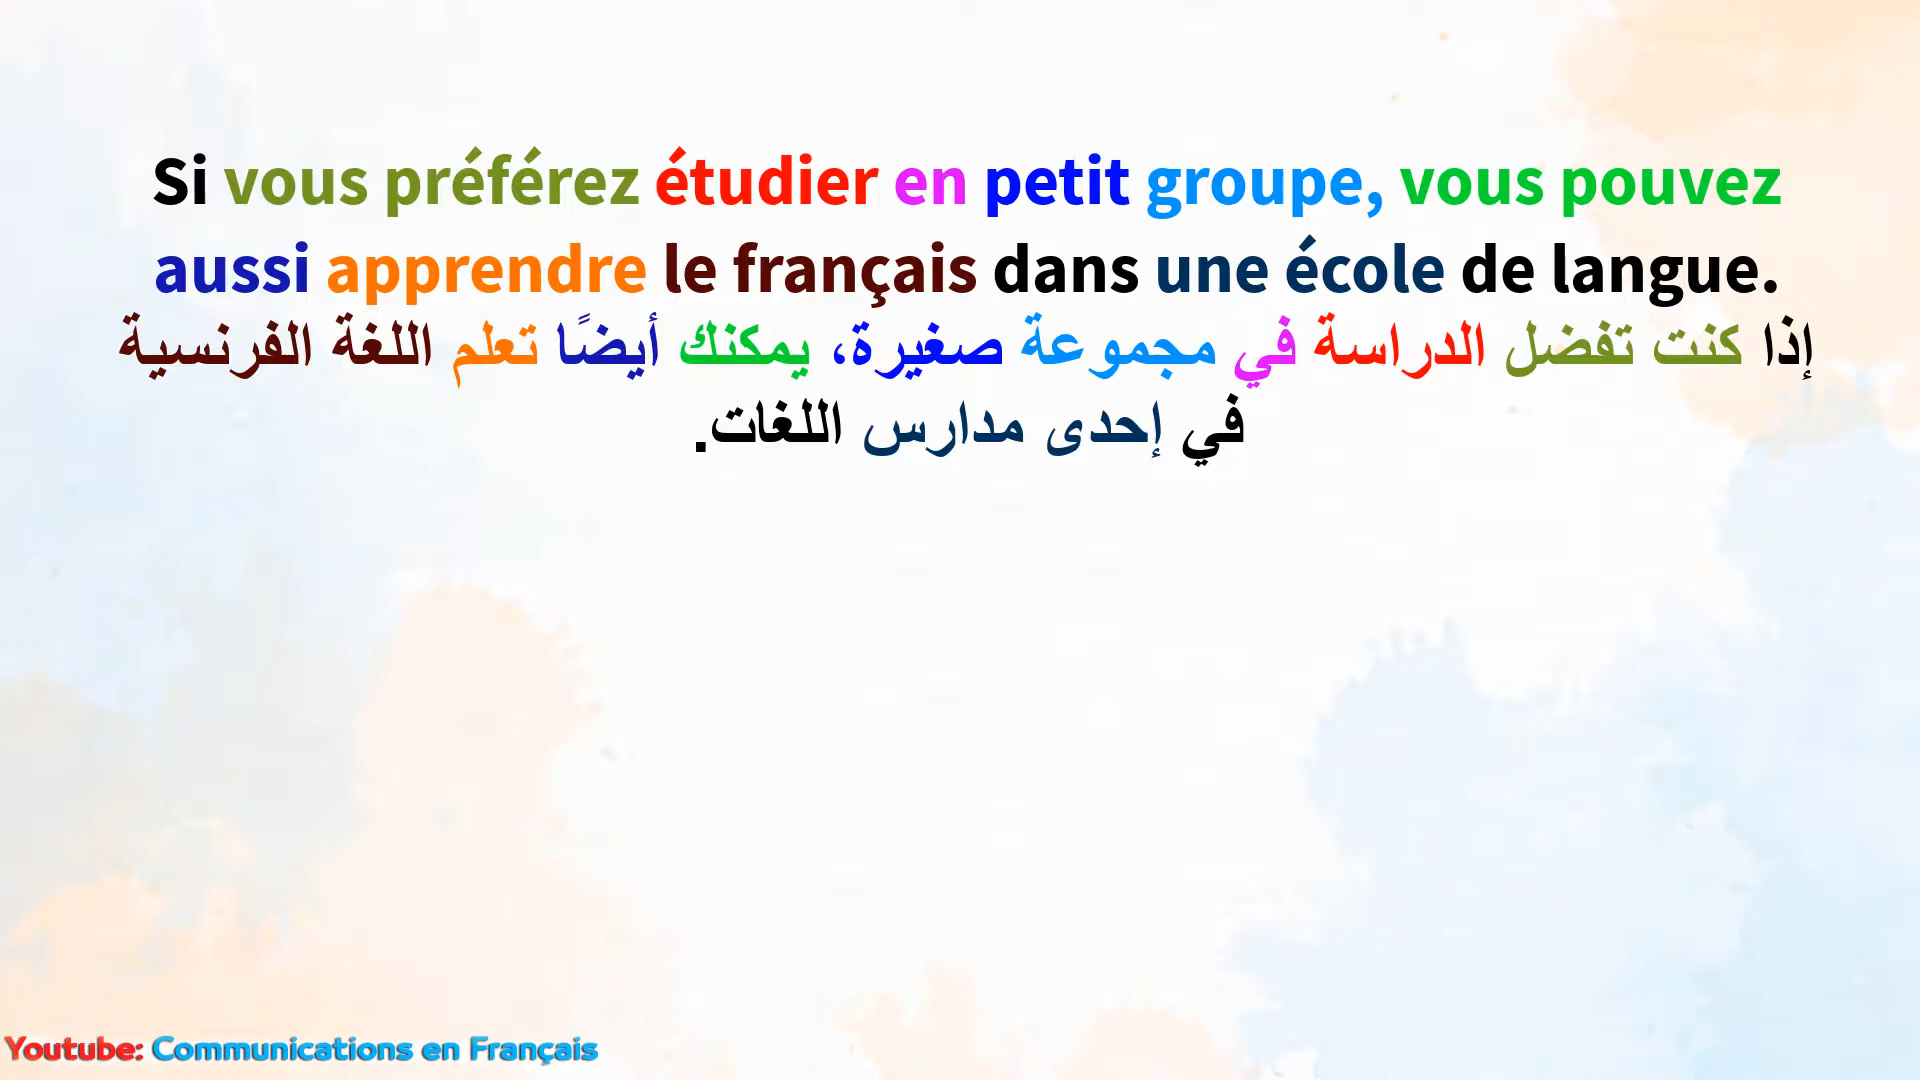 Si vous préférez étudier en petit groupe, vous pouvez
aussi apprendre le français dans une école de langue.
إذا كنت تفضل الدراسة في مجموعة صغيرة، يمكنك أيضًا تعلم اللغة الفرنسية
في إحدى مدارس اللغات.
Youtube: Communications en Français